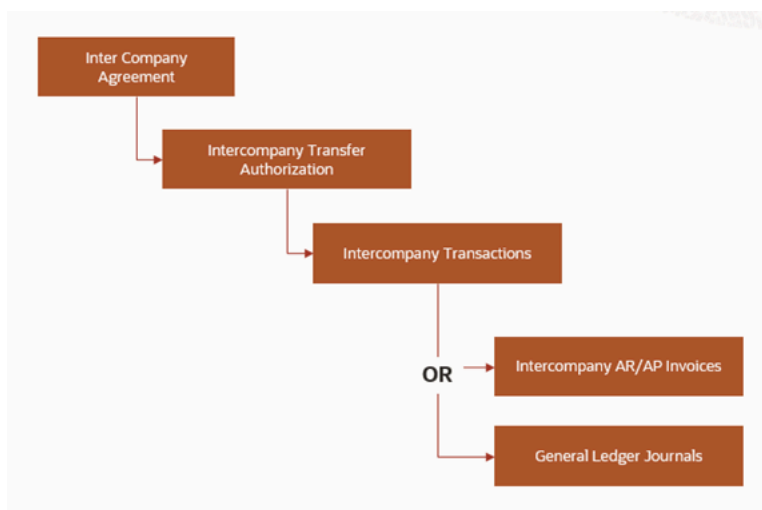 Inter Company
Agreement
Intercompany Transfer
Authorization
Intercompany Transactions
OR
Intercompany AR/AP Invoices
General Ledger Journals